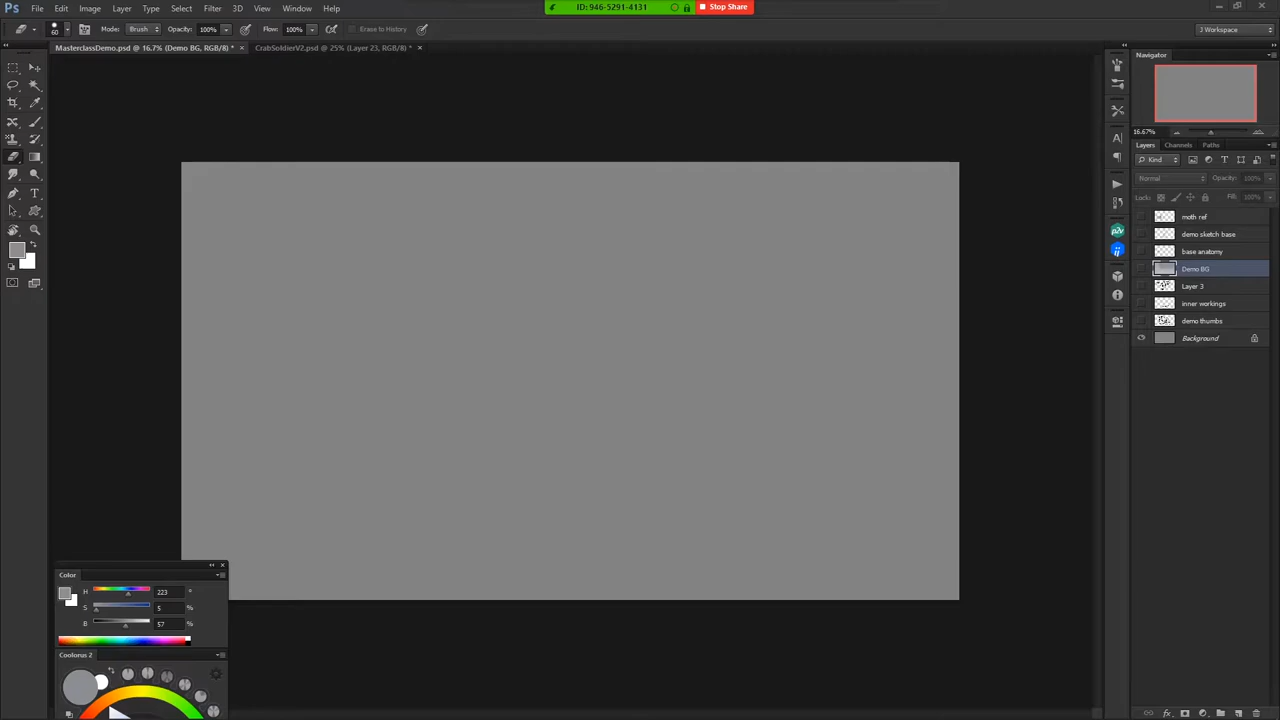 Ps File Edit Image Layer Type Select Filter 3D View Window Help
ID: 946-5291-4131 Stop Share
60 Mode: Brush Opacity: 100% Flow: 100% Erase to History J Workspace
MasterclassDemo.psd @ 16.7% (Demo BG, RGB/8) * × CrabSoldierV2.psd @ 25% (Layer 23, RGB/8) * ×
Navigator
16.67%
Layers Channels Paths
Kind
Normal Opacity: 100%
Lock: Fill: 100%
moth ref
demo sketch base
base anatomy
Demo BG
Layer 3
inner workings
demo thumbs
Background
Color
H 223 °
S 5 %
B 57 %
Coolorus 2